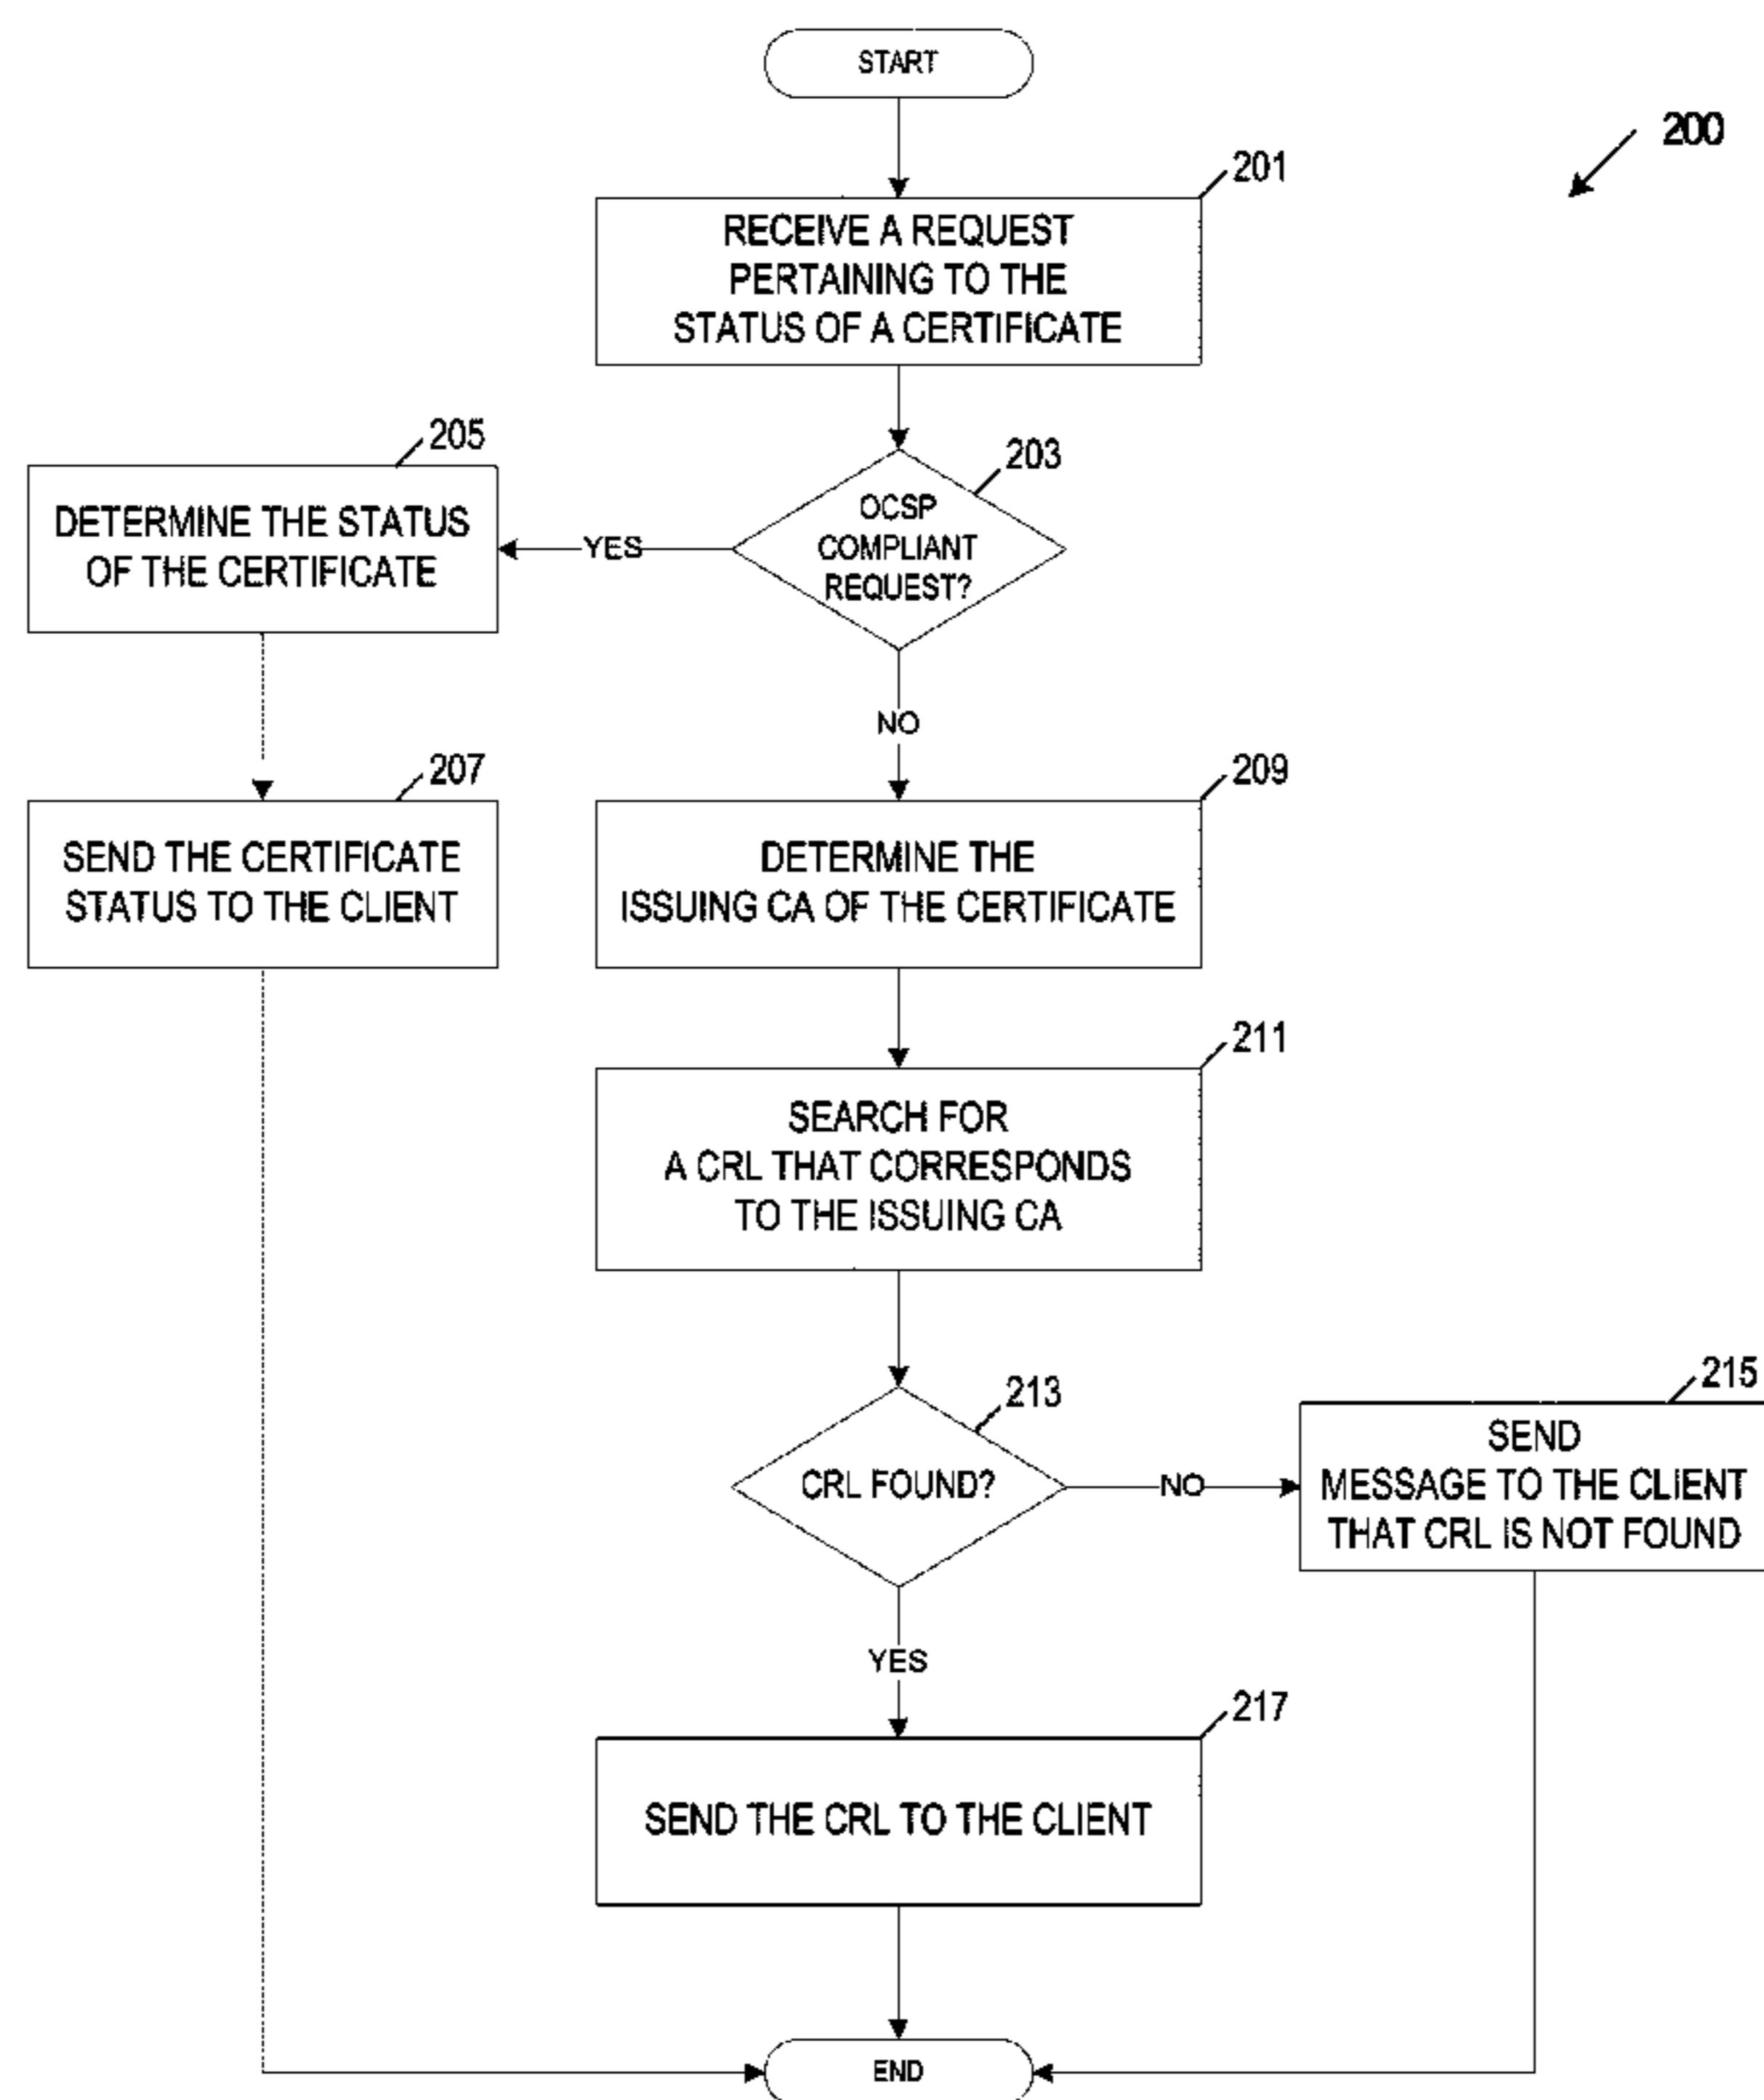 START
200
201
RECEIVE A REQUEST
PERTAINING TO THE
STATUS OF A CERTIFICATE
205
203
DETERMINE THE STATUS
OF THE CERTIFICATE
YES
OCSP
COMPLIANT
REQUEST?
NO
207
209
SEND THE CERTIFICATE
STATUS TO THE CLIENT
DETERMINE THE
ISSUING CA OF THE CERTIFICATE
211
SEARCH FOR
A CRL THAT CORRESPONDS
TO THE ISSUING CA
213
215
CRL FOUND?
NO
SEND
MESSAGE TO THE CLIENT
THAT CRL IS NOT FOUND
YES
217
SEND THE CRL TO THE CLIENT
END